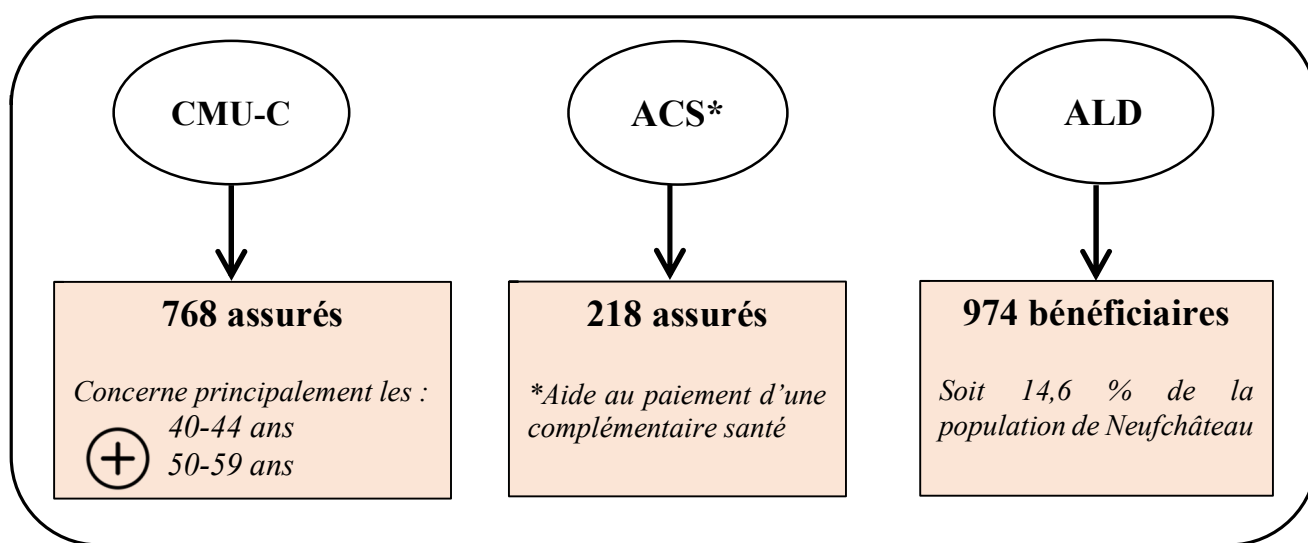 CMU-C
ACS*
ALD
768 assurés
Concerne principalement les :
40-44 ans
50-59 ans
218 assurés
*Aide au paiement d’une
complémentaire santé
974 bénéficiaires
Soit 14,6 % de la
population de Neufchâteau